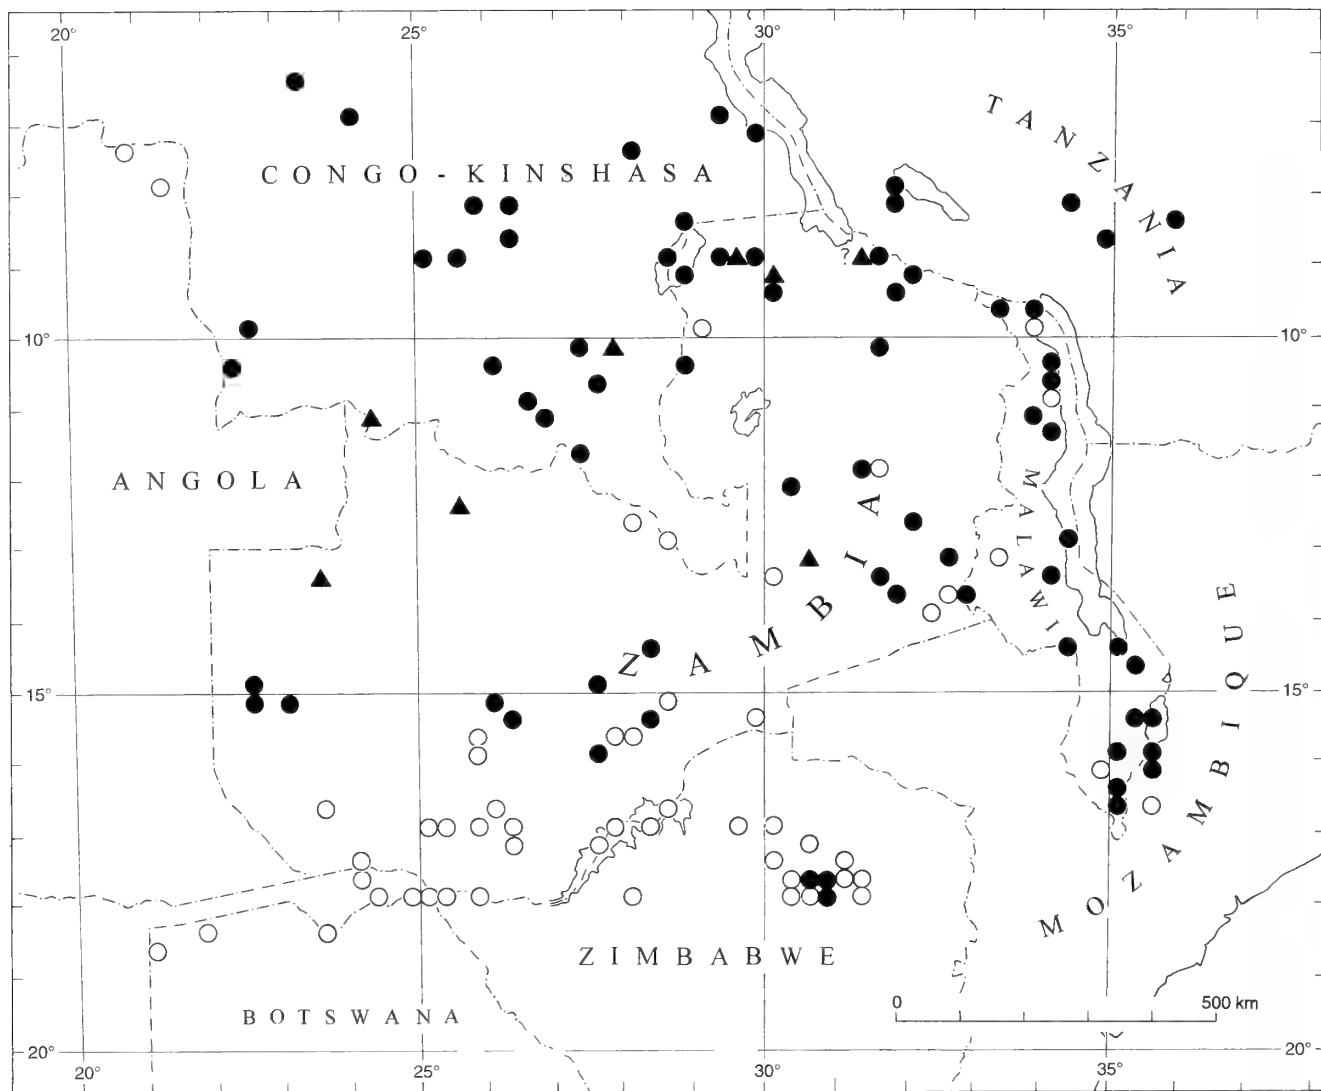 20° 25° 30° 35°
TANZANIA
CONGO - KINSHASA
10° 10°
ANGOLA
MALAWI
ZAMBIA
MOZAMBIQUE
15° 15°
ZIMBABWE
0 500 km
BOTSWANA
20° 20°
20° 25° 30° 35°